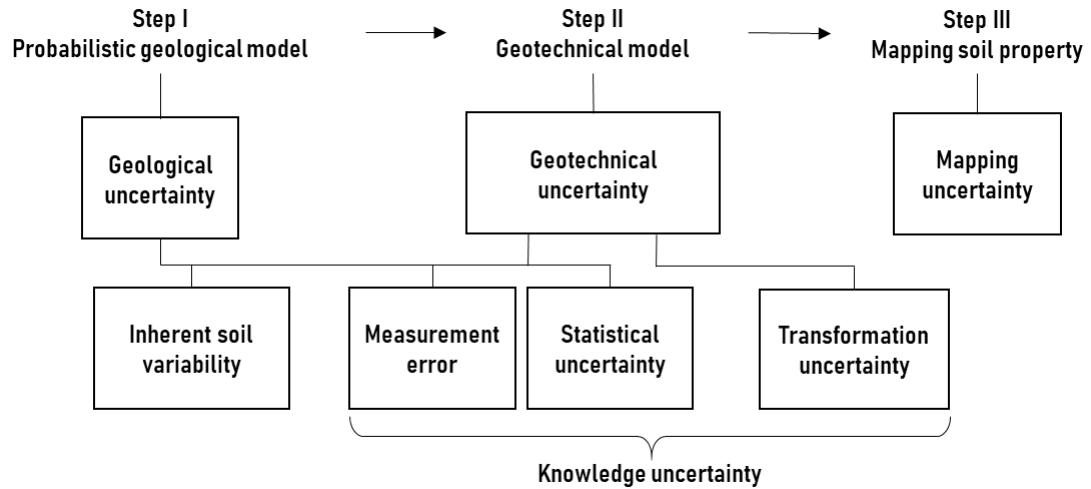 Step I
Probabilistic geological model
Step II
Geotechnical model
Step III
Mapping soil property
Geological
uncertainty
Geotechnical
uncertainty
Mapping
uncertainty
Inherent soil
variability
Measurement
error
Statistical
uncertainty
Transformation
uncertainty
Knowledge uncertainty